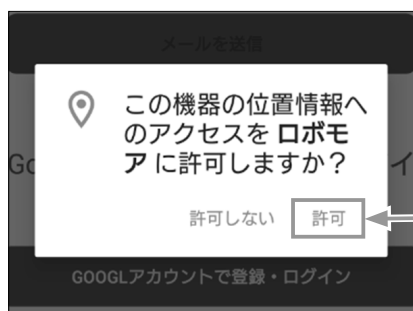 メールを送信
この機器の位置情報へ
のアクセスを ロボモ
ア に許可しますか？
Go
イ
許可しない
許可
GOOGLアカウントで登録・ログイン